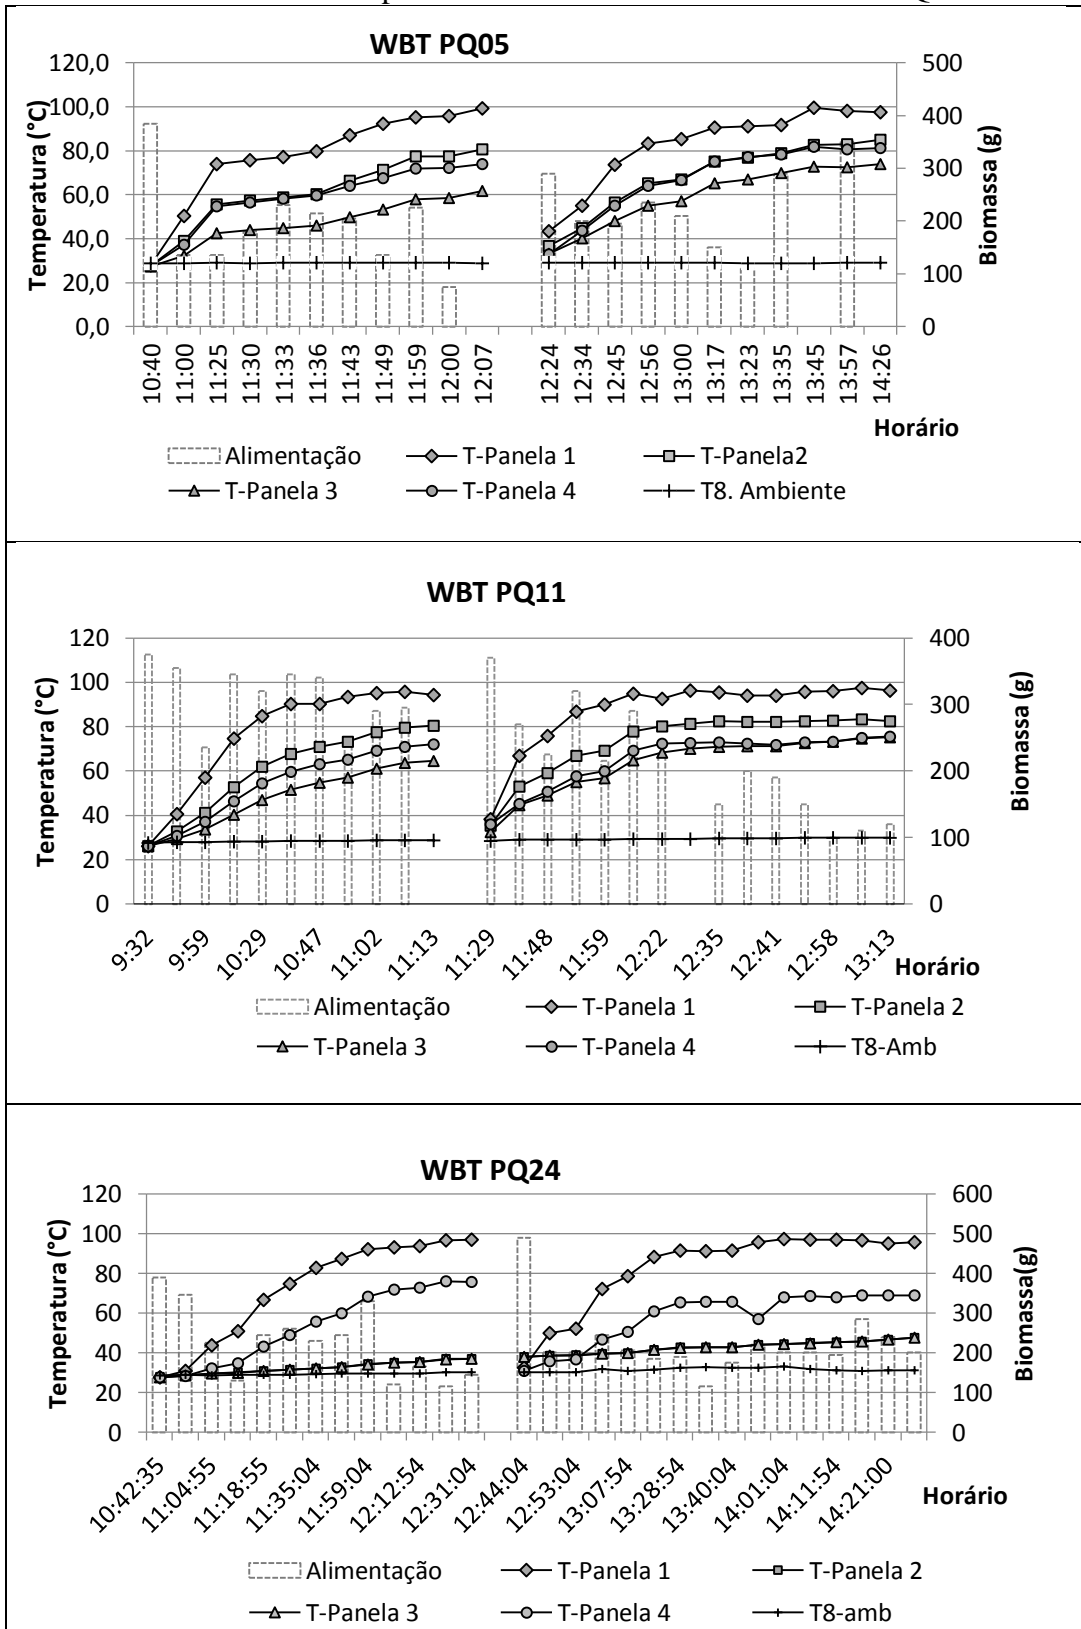 WBT PQ05
120,0
100,0
80,0
60,0
40,0
20,0
0,0
Temperatura (°C)
500
400
300
200
100
0
Biomassa (g)
10:40 11:00 11:25 11:30 11:33 11:36 11:43 11:49 11:59 12:00 12:07 12:24 12:34 12:45 12:56 13:00 13:17 13:23 13:35 13:45 13:57 14:26
Horário
Alimentação T-Panela 1 T-Panela2
T-Panela 3 T-Panela 4 T8. Ambiente
WBT PQ11
120
100
80
60
40
20
0
Temperatura (°C)
400
300
200
100
0
Biomassa (g)
9:32 9:59 10:29 10:47 11:02 11:13 11:29 11:48 11:59 12:22 12:35 12:41 12:58 13:13
Horário
Alimentação T-Panela 1 T-Panela 2
T-Panela 3 T-Panela 4 T8-Amb
WBT PQ24
120
100
80
60
40
20
0
Temperatura (°C)
600
500
400
300
200
100
0
Biomassa(g)
10:42:35 11:04:55 11:18:55 11:35:04 11:59:04 12:12:54 12:31:04 12:44:04 12:53:04 13:07:54 13:28:54 13:40:04 14:01:04 14:11:54 14:21:00
Horário
Alimentação T-Panela 1 T-Panela 2
T-Panela 3 T-Panela 4 T8-amb